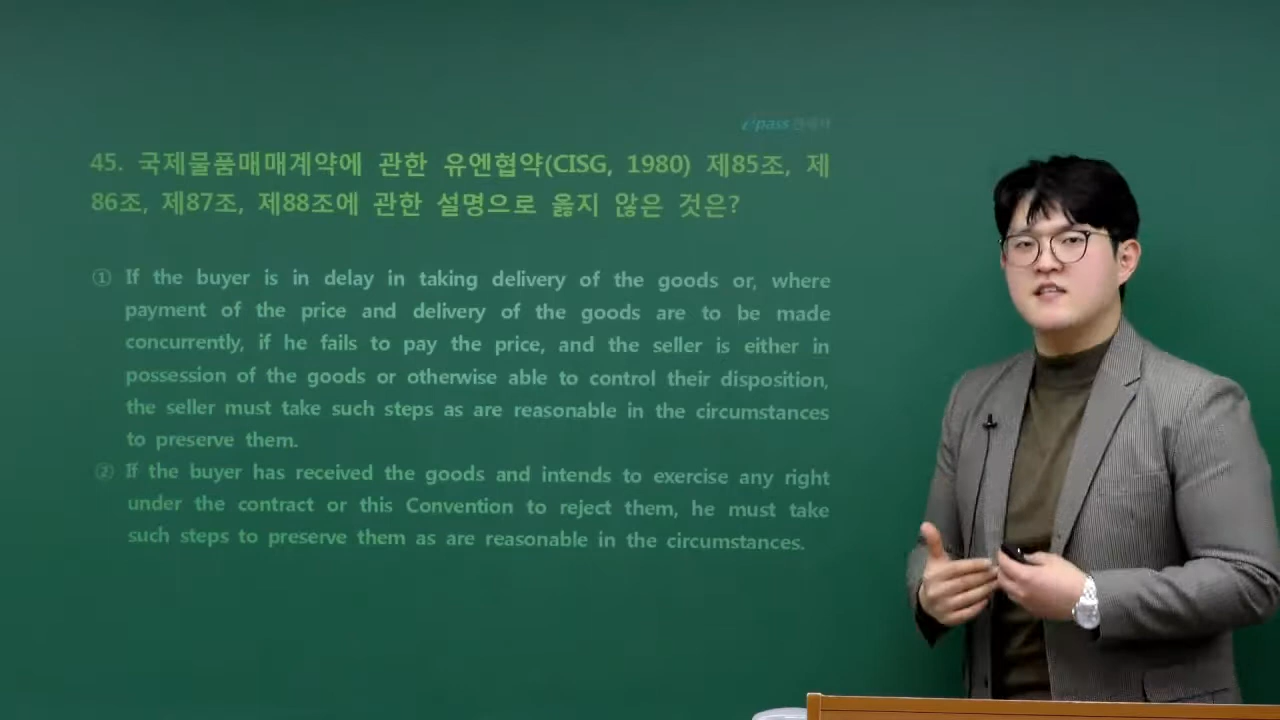 e*pass 관세사
45. 국제물품매매계약에 관한 유엔협약(CISG, 1980) 제85조, 제
86조, 제87조, 제88조에 관한 설명으로 옳지 않은 것은?
① If the buyer is in delay in taking delivery of the goods or, where
payment of the price and delivery of the goods are to be made
concurrently, if he fails to pay the price, and the seller is either in
possession of the goods or otherwise able to control their disposition,
the seller must take such steps as are reasonable in the circumstances
to preserve them.
② If the buyer has received the goods and intends to exercise any right
under the contract or this Convention to reject them, he must take
such steps to preserve them as are reasonable in the circumstances.